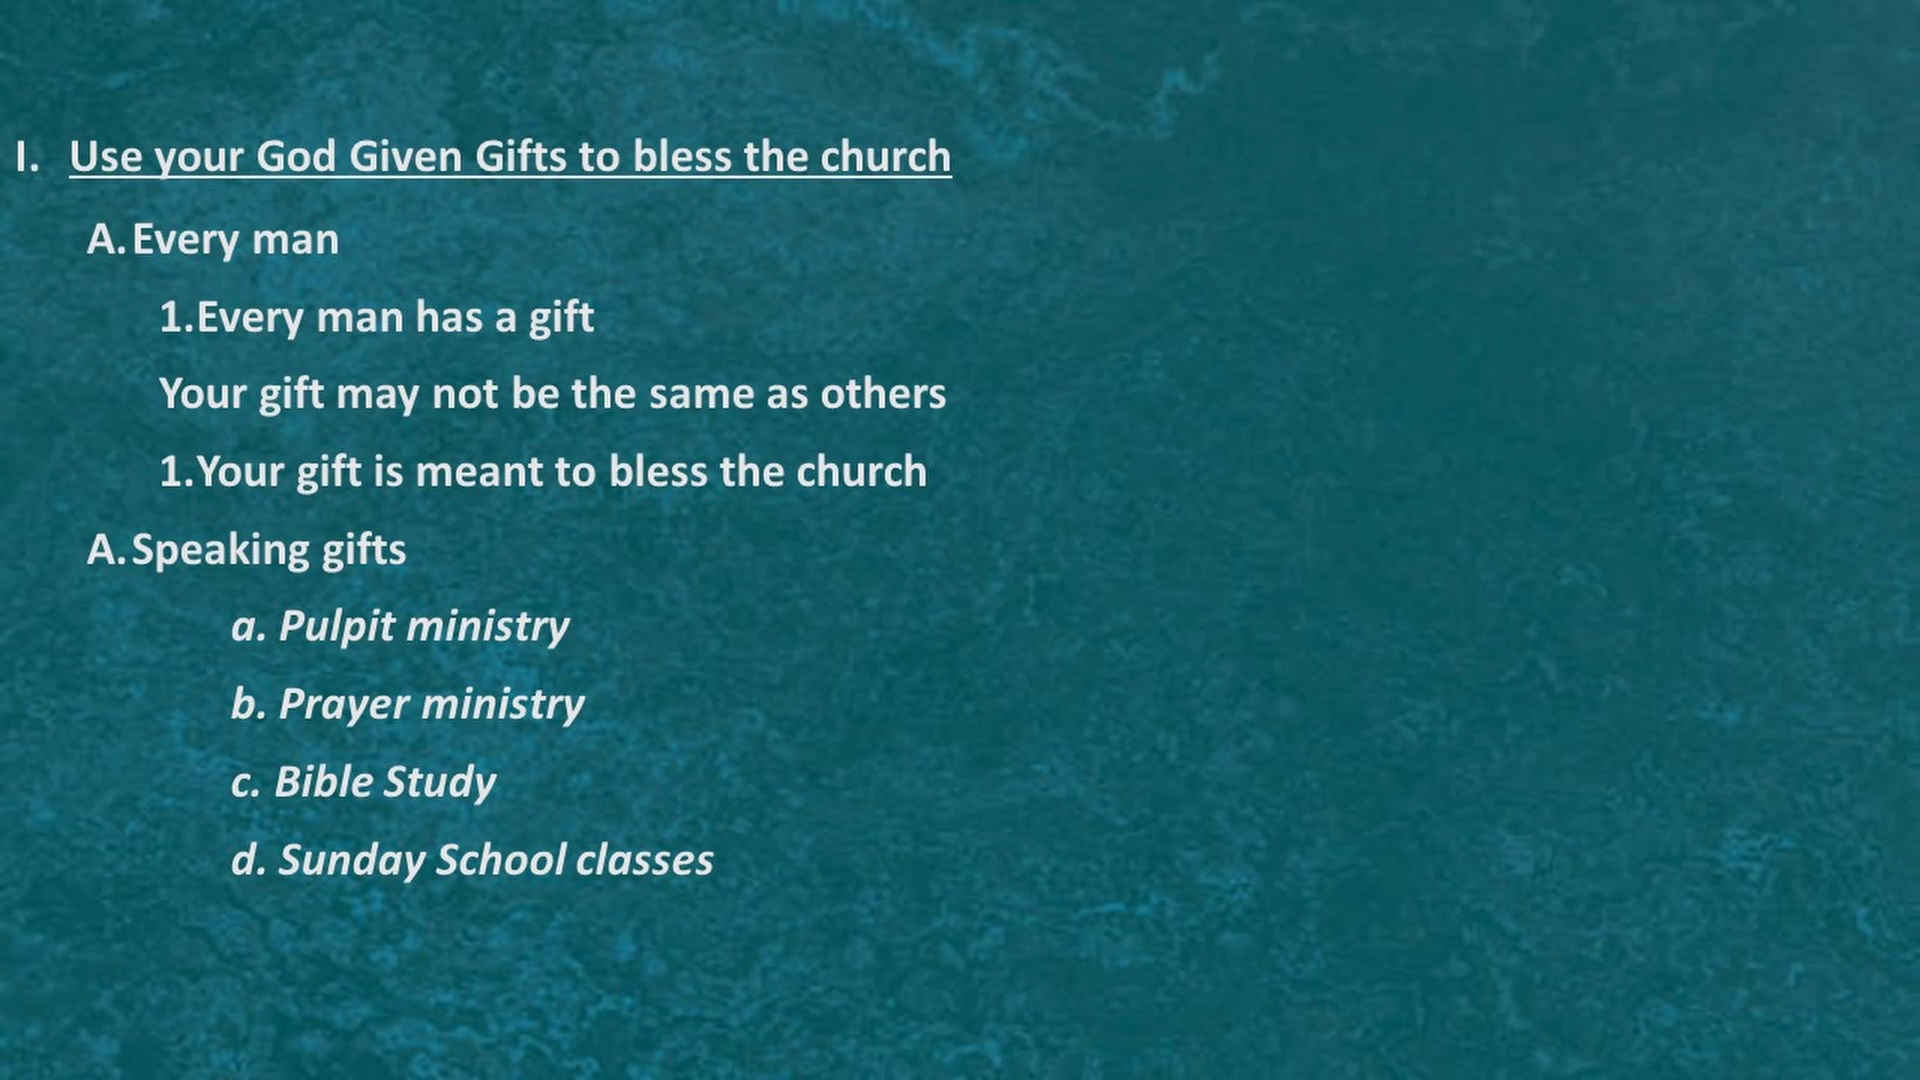 I. Use your God Given Gifts to bless the church
A. Every man
1.Every man has a gift
Your gift may not be the same as others
1.Your gift is meant to bless the church
A. Speaking gifts
a. Pulpit ministry
b. Prayer ministry
c. Bible Study
d. Sunday School classes